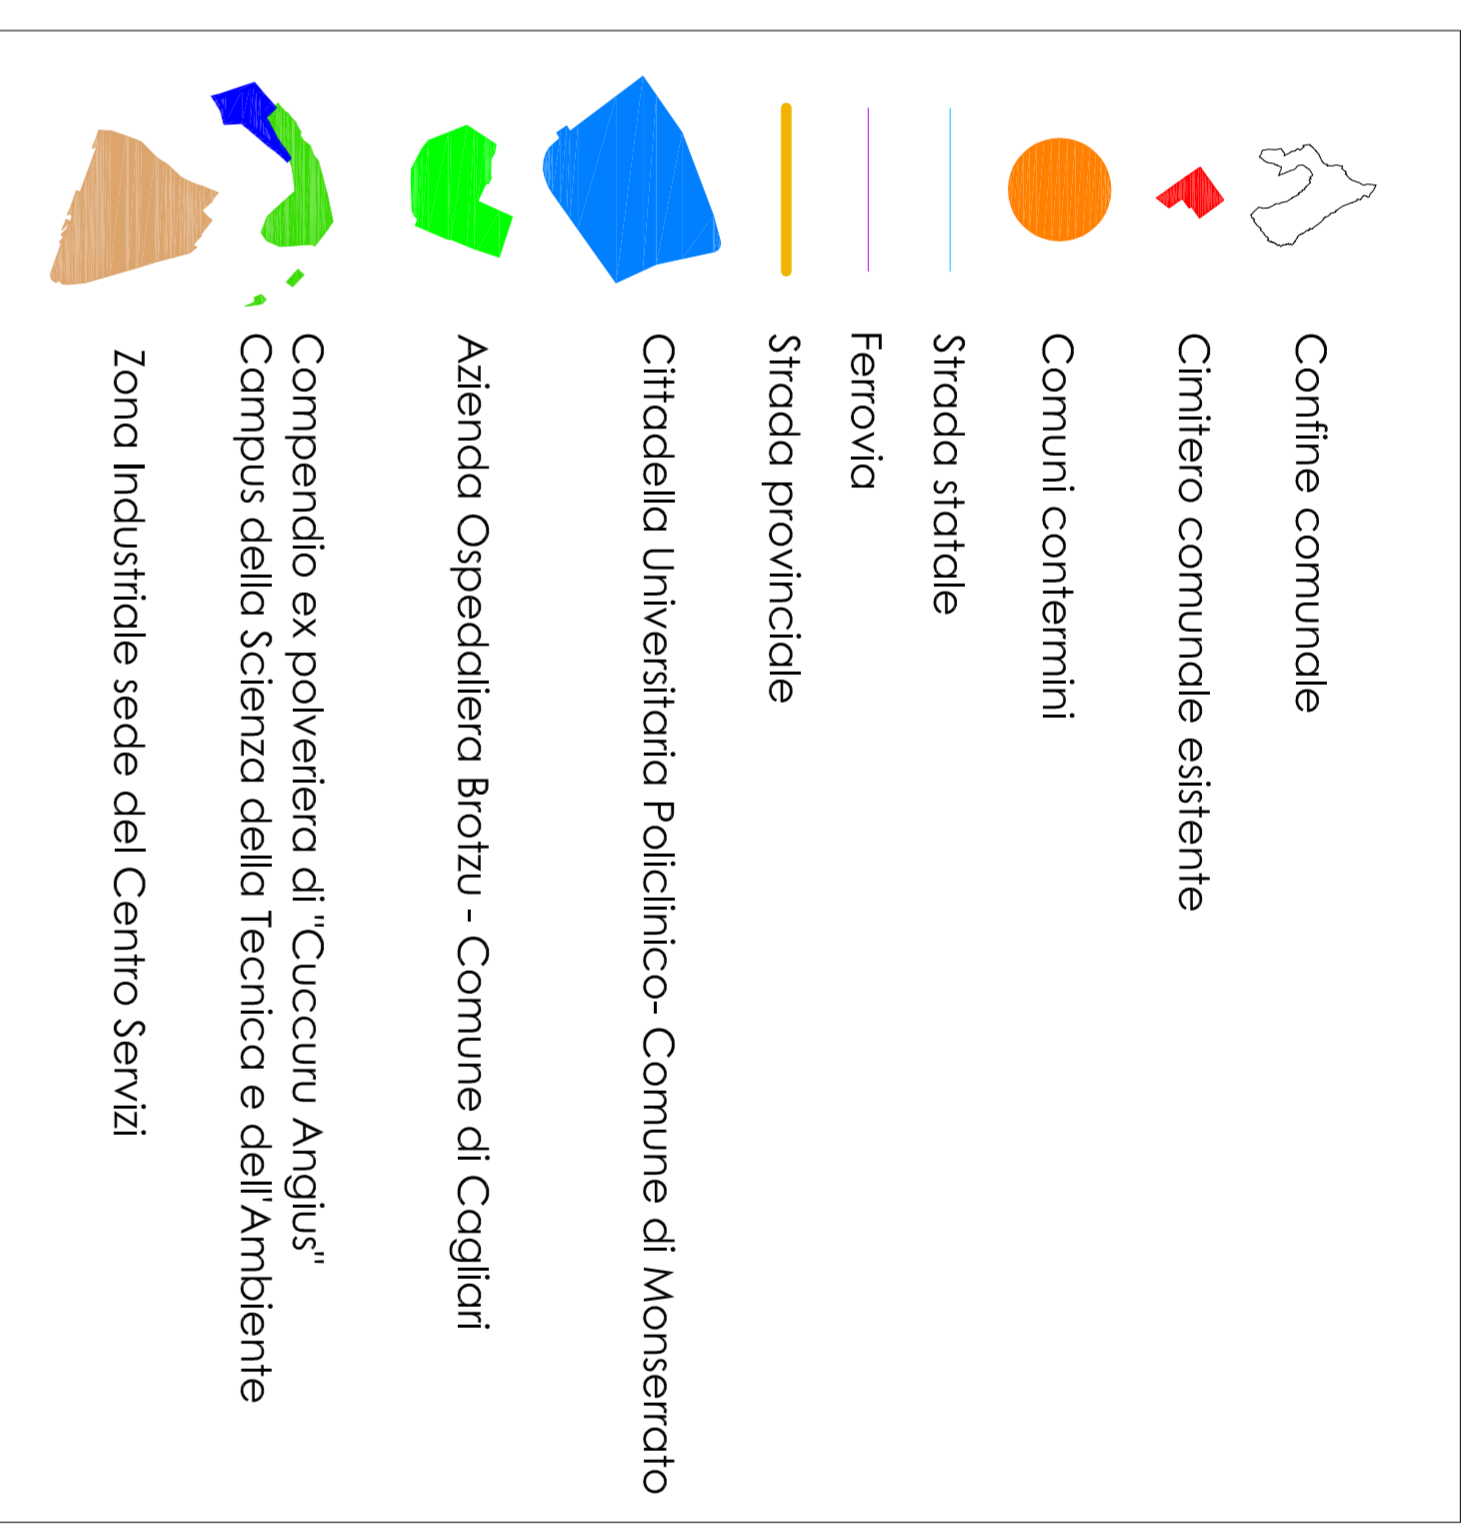 Confine comunale
Cimitero comunale esistente
Comuni contermini
Strada statale
Ferrovia
Strada provinciale
Cittadella Universitaria Policlinico- Comune di Monserrato
Azienda Ospedaliera Brotzu - Comune di Cagliari
Compendio ex polveriera di "Cuccuru Angius"
Campus della Scienza della Tecnica e dell'Ambiente
Zona Industriale sede del Centro Servizi